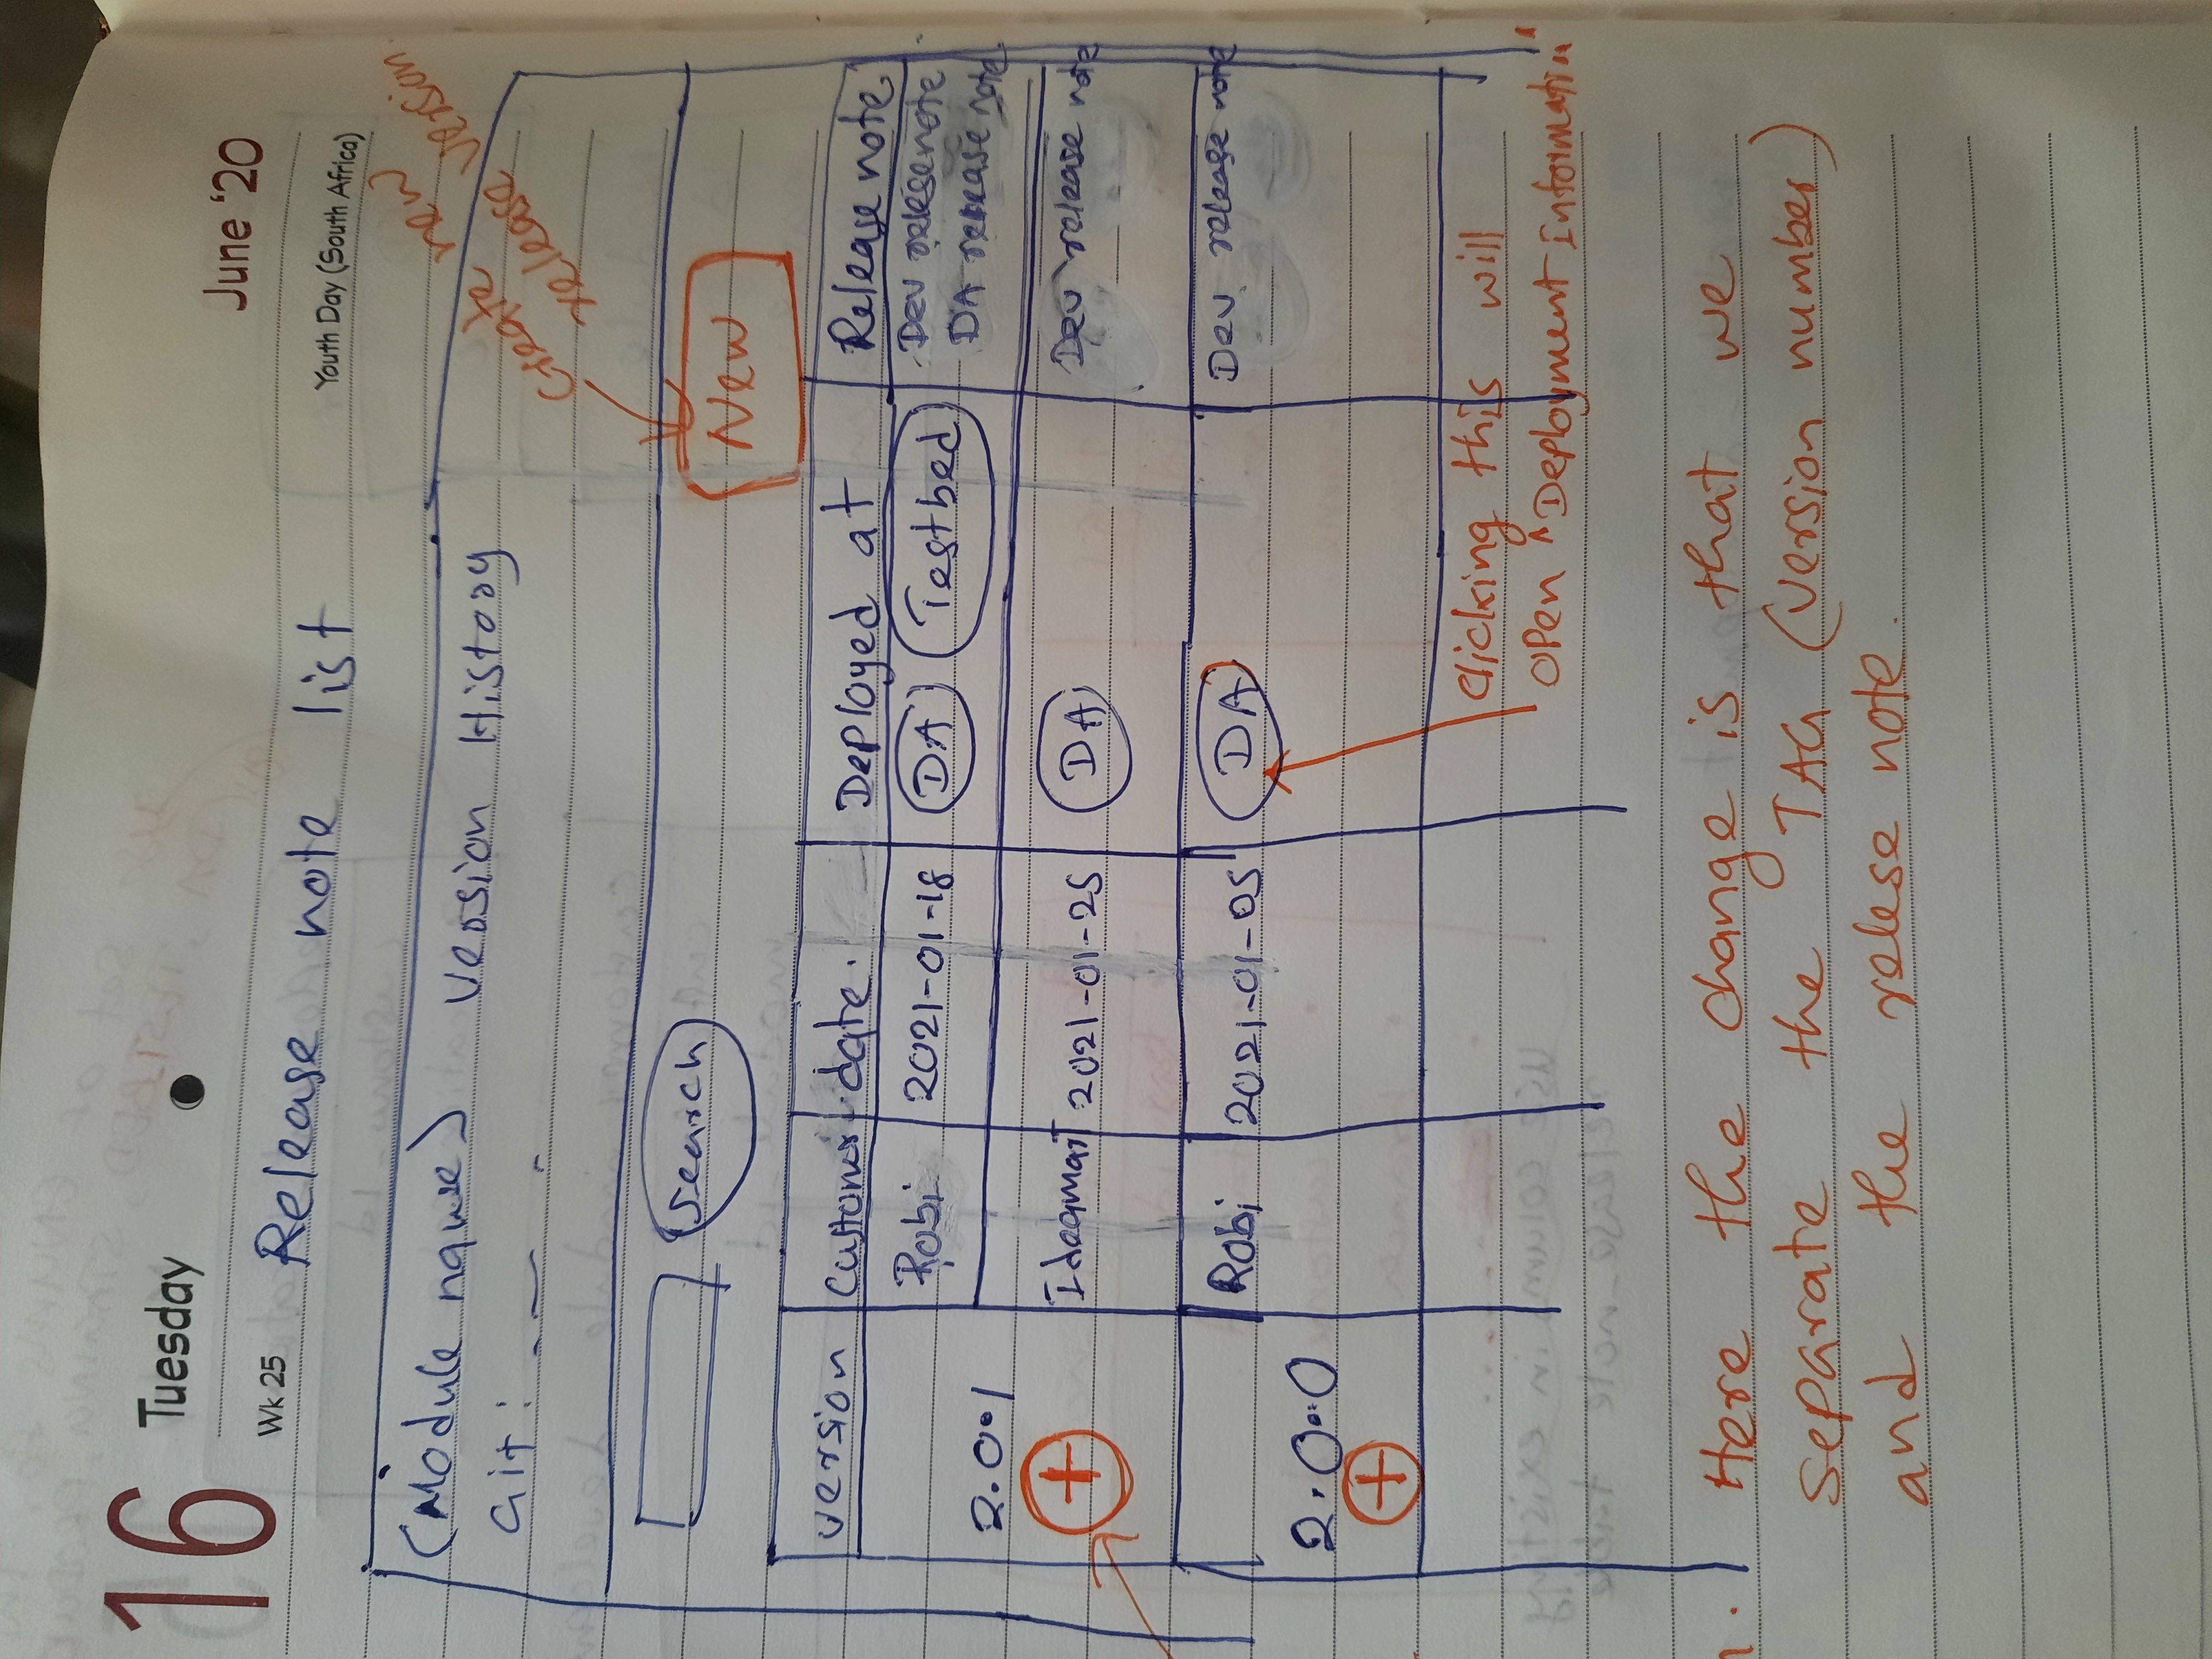 16 Tuesday
June '20
Wk 25
Release note list
Youth Day (South Africa)
(Module name) Version History
Git:
Create new
release version.
Search
New
version customer date. Deployed at Release note
Robi 2021-01-18 DA Testbed Dev relese note
DA release note
2.0.1
+
Ideamart 2021-01-25 DA Dev release note
Robi 2021-01-05 DA Dev release note
2.0.0
+
clicking this will
open "Deployment Information"
Here the change is that we
separate the TAG (version number)
and the relese note.